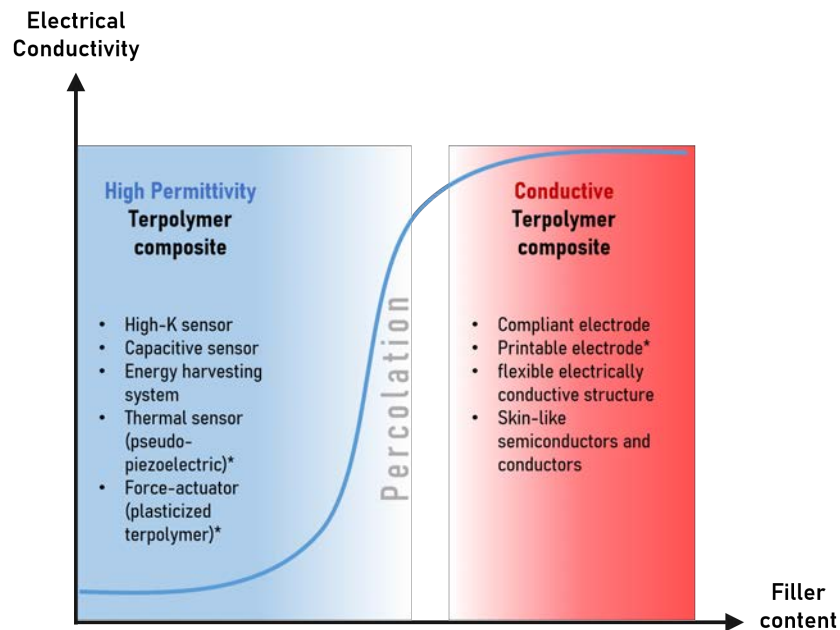 Electrical
Conductivity
High Permittivity
Terpolymer
composite
• High-K sensor
• Capacitive sensor
• Energy harvesting
system
• Thermal sensor
(pseudo-
piezoelectric)*
• Force-actuator
(plasticized
terpolymer)*
Percolation
Conductive
Terpolymer
composite
• Compliant electrode
• Printable electrode*
• flexible electrically
conductive structure
• Skin-like
semiconductors and
conductors
Filler
content